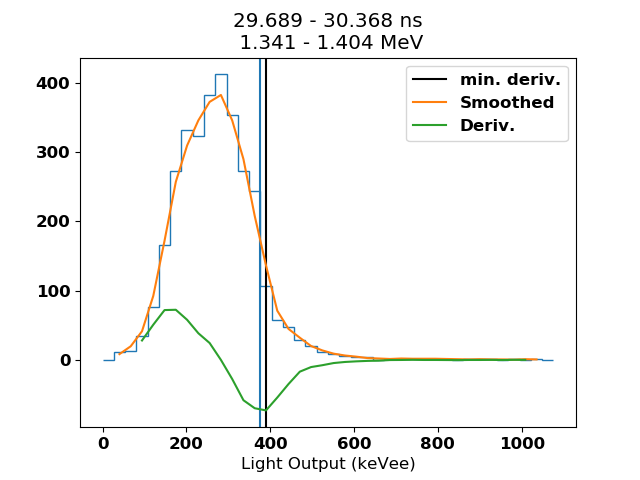 29.689 - 30.368 ns
1.341 - 1.404 MeV
min. deriv.
Smoothed
Deriv.
400
300
200
100
0
0 200 400 600 800 1000
Light Output (keVee)